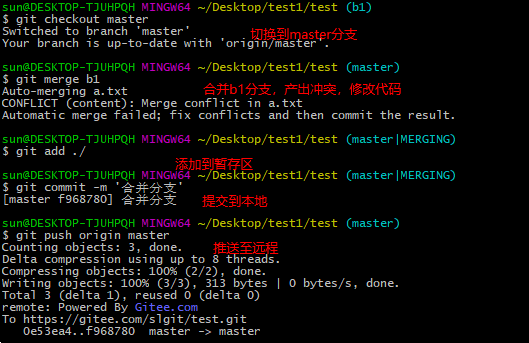 sun@DESKTOP-TJUHPQH MINGW64 ~/Desktop/test1/test (b1)
$ git checkout master
Switched to branch 'master' 切换到master分支
Your branch is up-to-date with 'origin/master'.
sun@DESKTOP-TJUHPQH MINGW64 ~/Desktop/test1/test (master)
$ git merge b1
Auto-merging a.txt 合并b1分支，产出冲突，修改代码
CONFLICT (content): Merge conflict in a.txt
Automatic merge failed; fix conflicts and then commit the result.
sun@DESKTOP-TJUHPQH MINGW64 ~/Desktop/test1/test (master|MERGING)
$ git add ./
添加到暂存区
sun@DESKTOP-TJUHPQH MINGW64 ~/Desktop/test1/test (master|MERGING)
$ git commit -m '合并分支'
[master f968780] 合并分支 提交到本地
sun@DESKTOP-TJUHPQH MINGW64 ~/Desktop/test1/test (master)
$ git push origin master
Counting objects: 3, done. 推送至远程
Delta compression using up to 8 threads.
Compressing objects: 100% (2/2), done.
Writing objects: 100% (3/3), 313 bytes | 0 bytes/s, done.
Total 3 (delta 1), reused 0 (delta 0)
remote: Powered By Gitee.com
To https://gitee.com/slgit/test.git
0e53ea4..f968780 master -> master